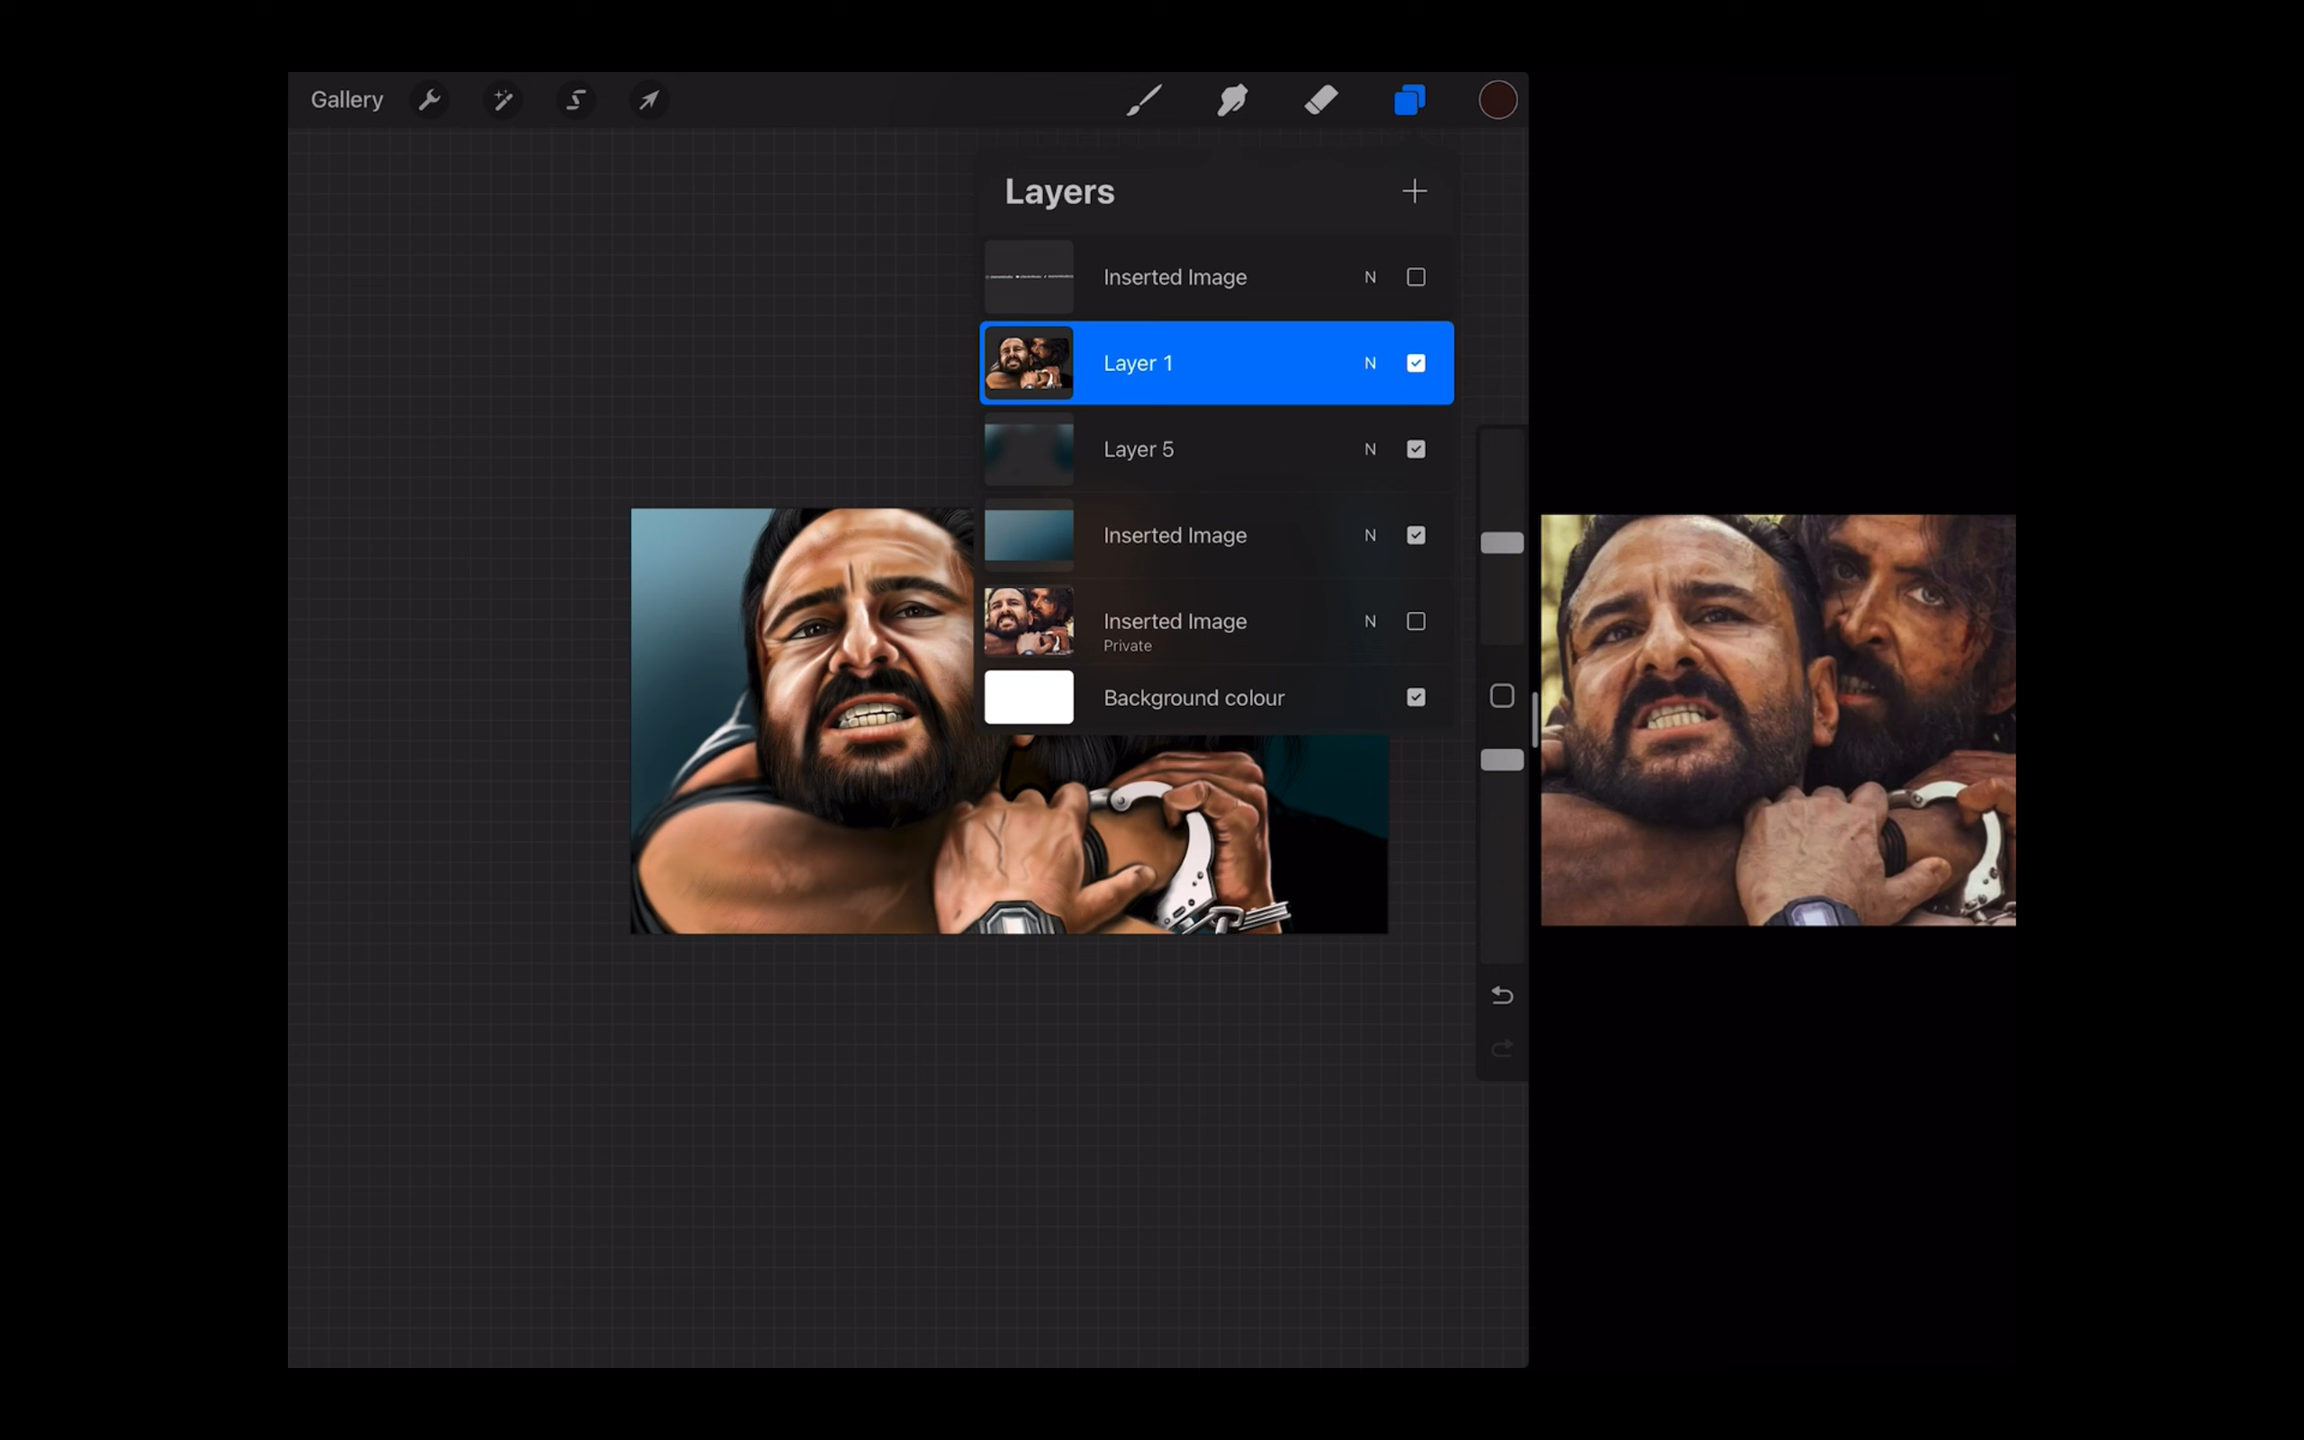 Gallery
Layers
Inserted Image N
Layer 1 N
Layer 5 N
Inserted Image N
Inserted Image N
Private
Background colour